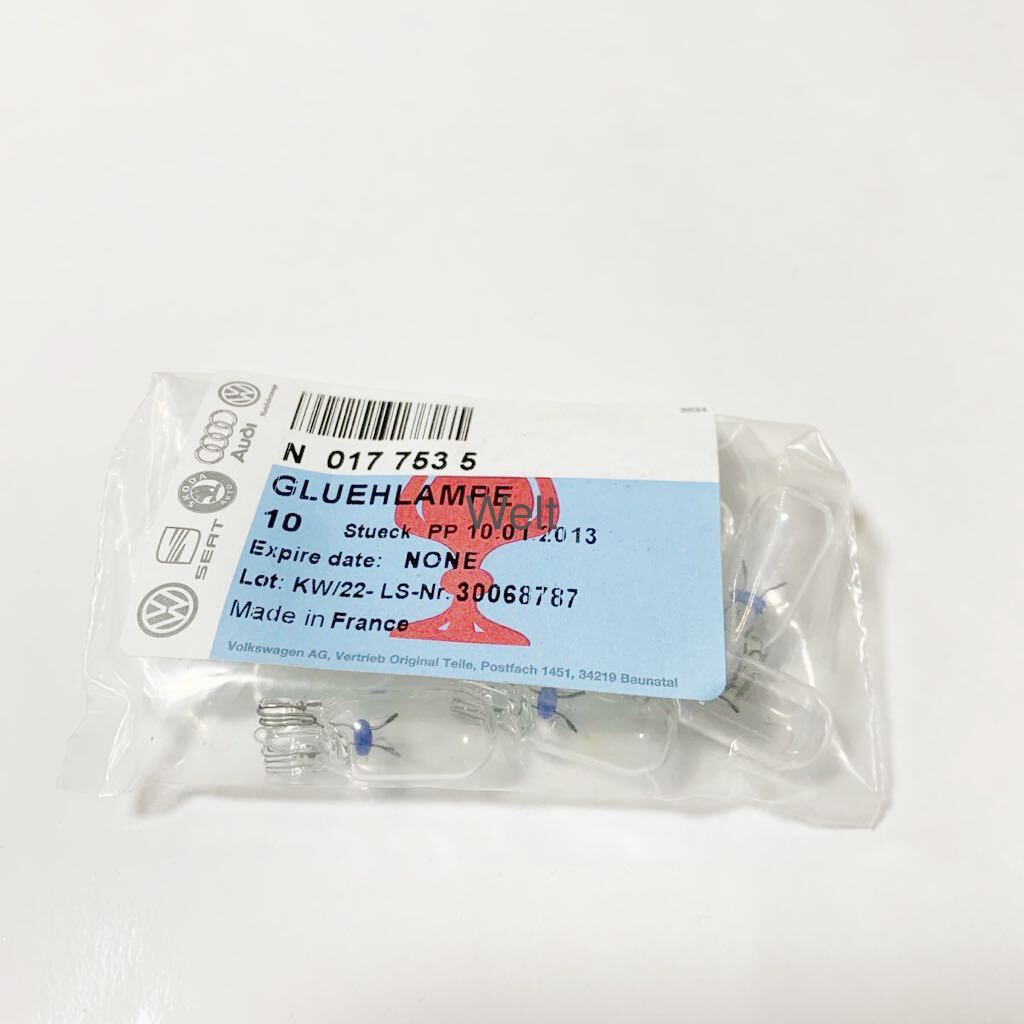 N 017 753 5
GLUEHLAMPE
10 Stueck PP 10.01.2013
Expire date: NONE
Lot: KW/22- LS-Nr. 30068787
Made in France
Volkswagen AG, Vertrieb Original Teile, Postfach 1451, 34219 Baunatal
Welt
Audi
SKODA
SEAT